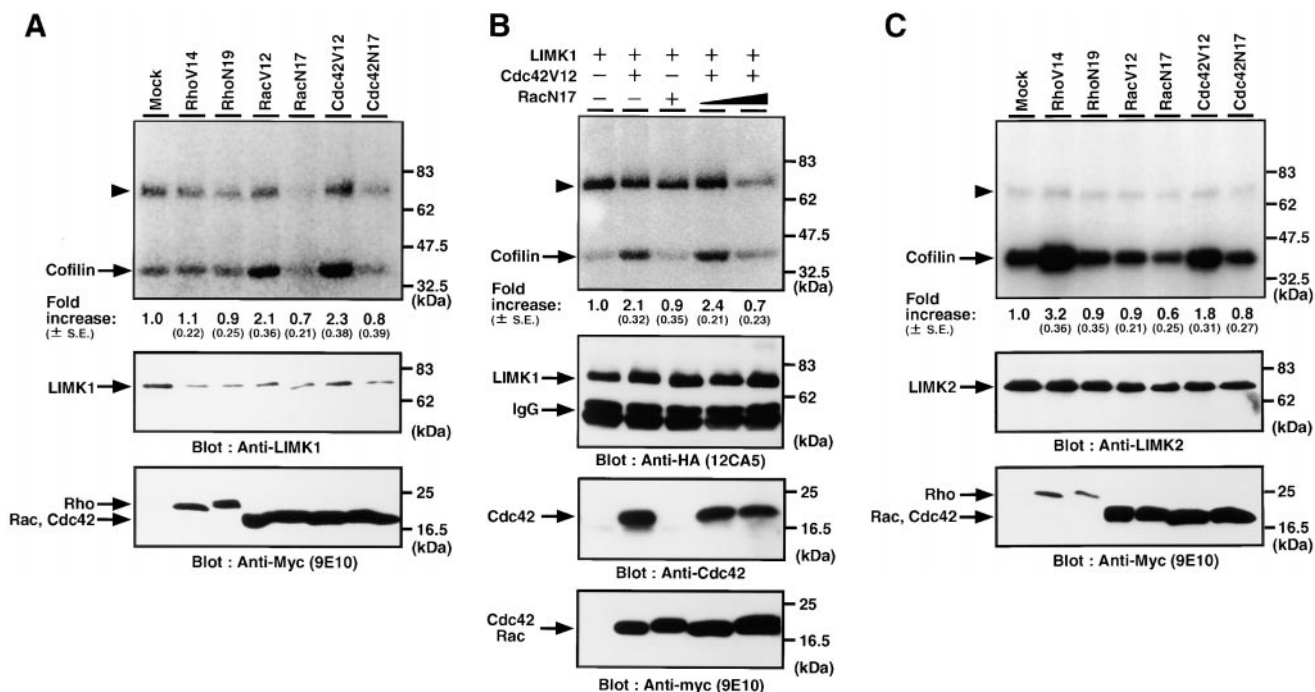 A
Mock
RhoV14
RhoN19
RacV12
RacN17
Cdc42V12
Cdc42N17
83
62
47.5
Cofilin
32.5
(kDa)
Fold
increase:
(± S.E.)
1.0 1.1 0.9 2.1 0.7 2.3 0.8
(0.22) (0.25) (0.36) (0.21) (0.38) (0.39)
83
LIMK1
62
(kDa)
Blot : Anti-LIMK1
Rho
25
Rac, Cdc42
16.5
(kDa)
Blot : Anti-Myc (9E10)
B
LIMK1 + + + + +
Cdc42V12 – + – + +
RacN17 – – +
83
62
47.5
Cofilin
32.5
(kDa)
Fold
increase:
(± S.E.)
1.0 2.1 0.9 2.4 0.7
(0.32) (0.35) (0.21) (0.23)
83
LIMK1
62
IgG
(kDa)
Blot : Anti-HA (12CA5)
25
Cdc42
16.5
(kDa)
Blot : Anti-Cdc42
25
Cdc42
Rac
16.5
(kDa)
Blot : Anti-myc (9E10)
C
Mock
RhoV14
RhoN19
RacV12
RacN17
Cdc42V12
Cdc42N17
83
62
47.5
Cofilin
32.5
(kDa)
Fold
increase:
(± S.E.)
1.0 3.2 0.9 0.9 0.6 1.8 0.8
(0.36) (0.35) (0.21) (0.25) (0.31) (0.27)
83
LIMK2
62
(kDa)
Blot : Anti-LIMK2
Rho
25
Rac, Cdc42
16.5
(kDa)
Blot : Anti-Myc (9E10)